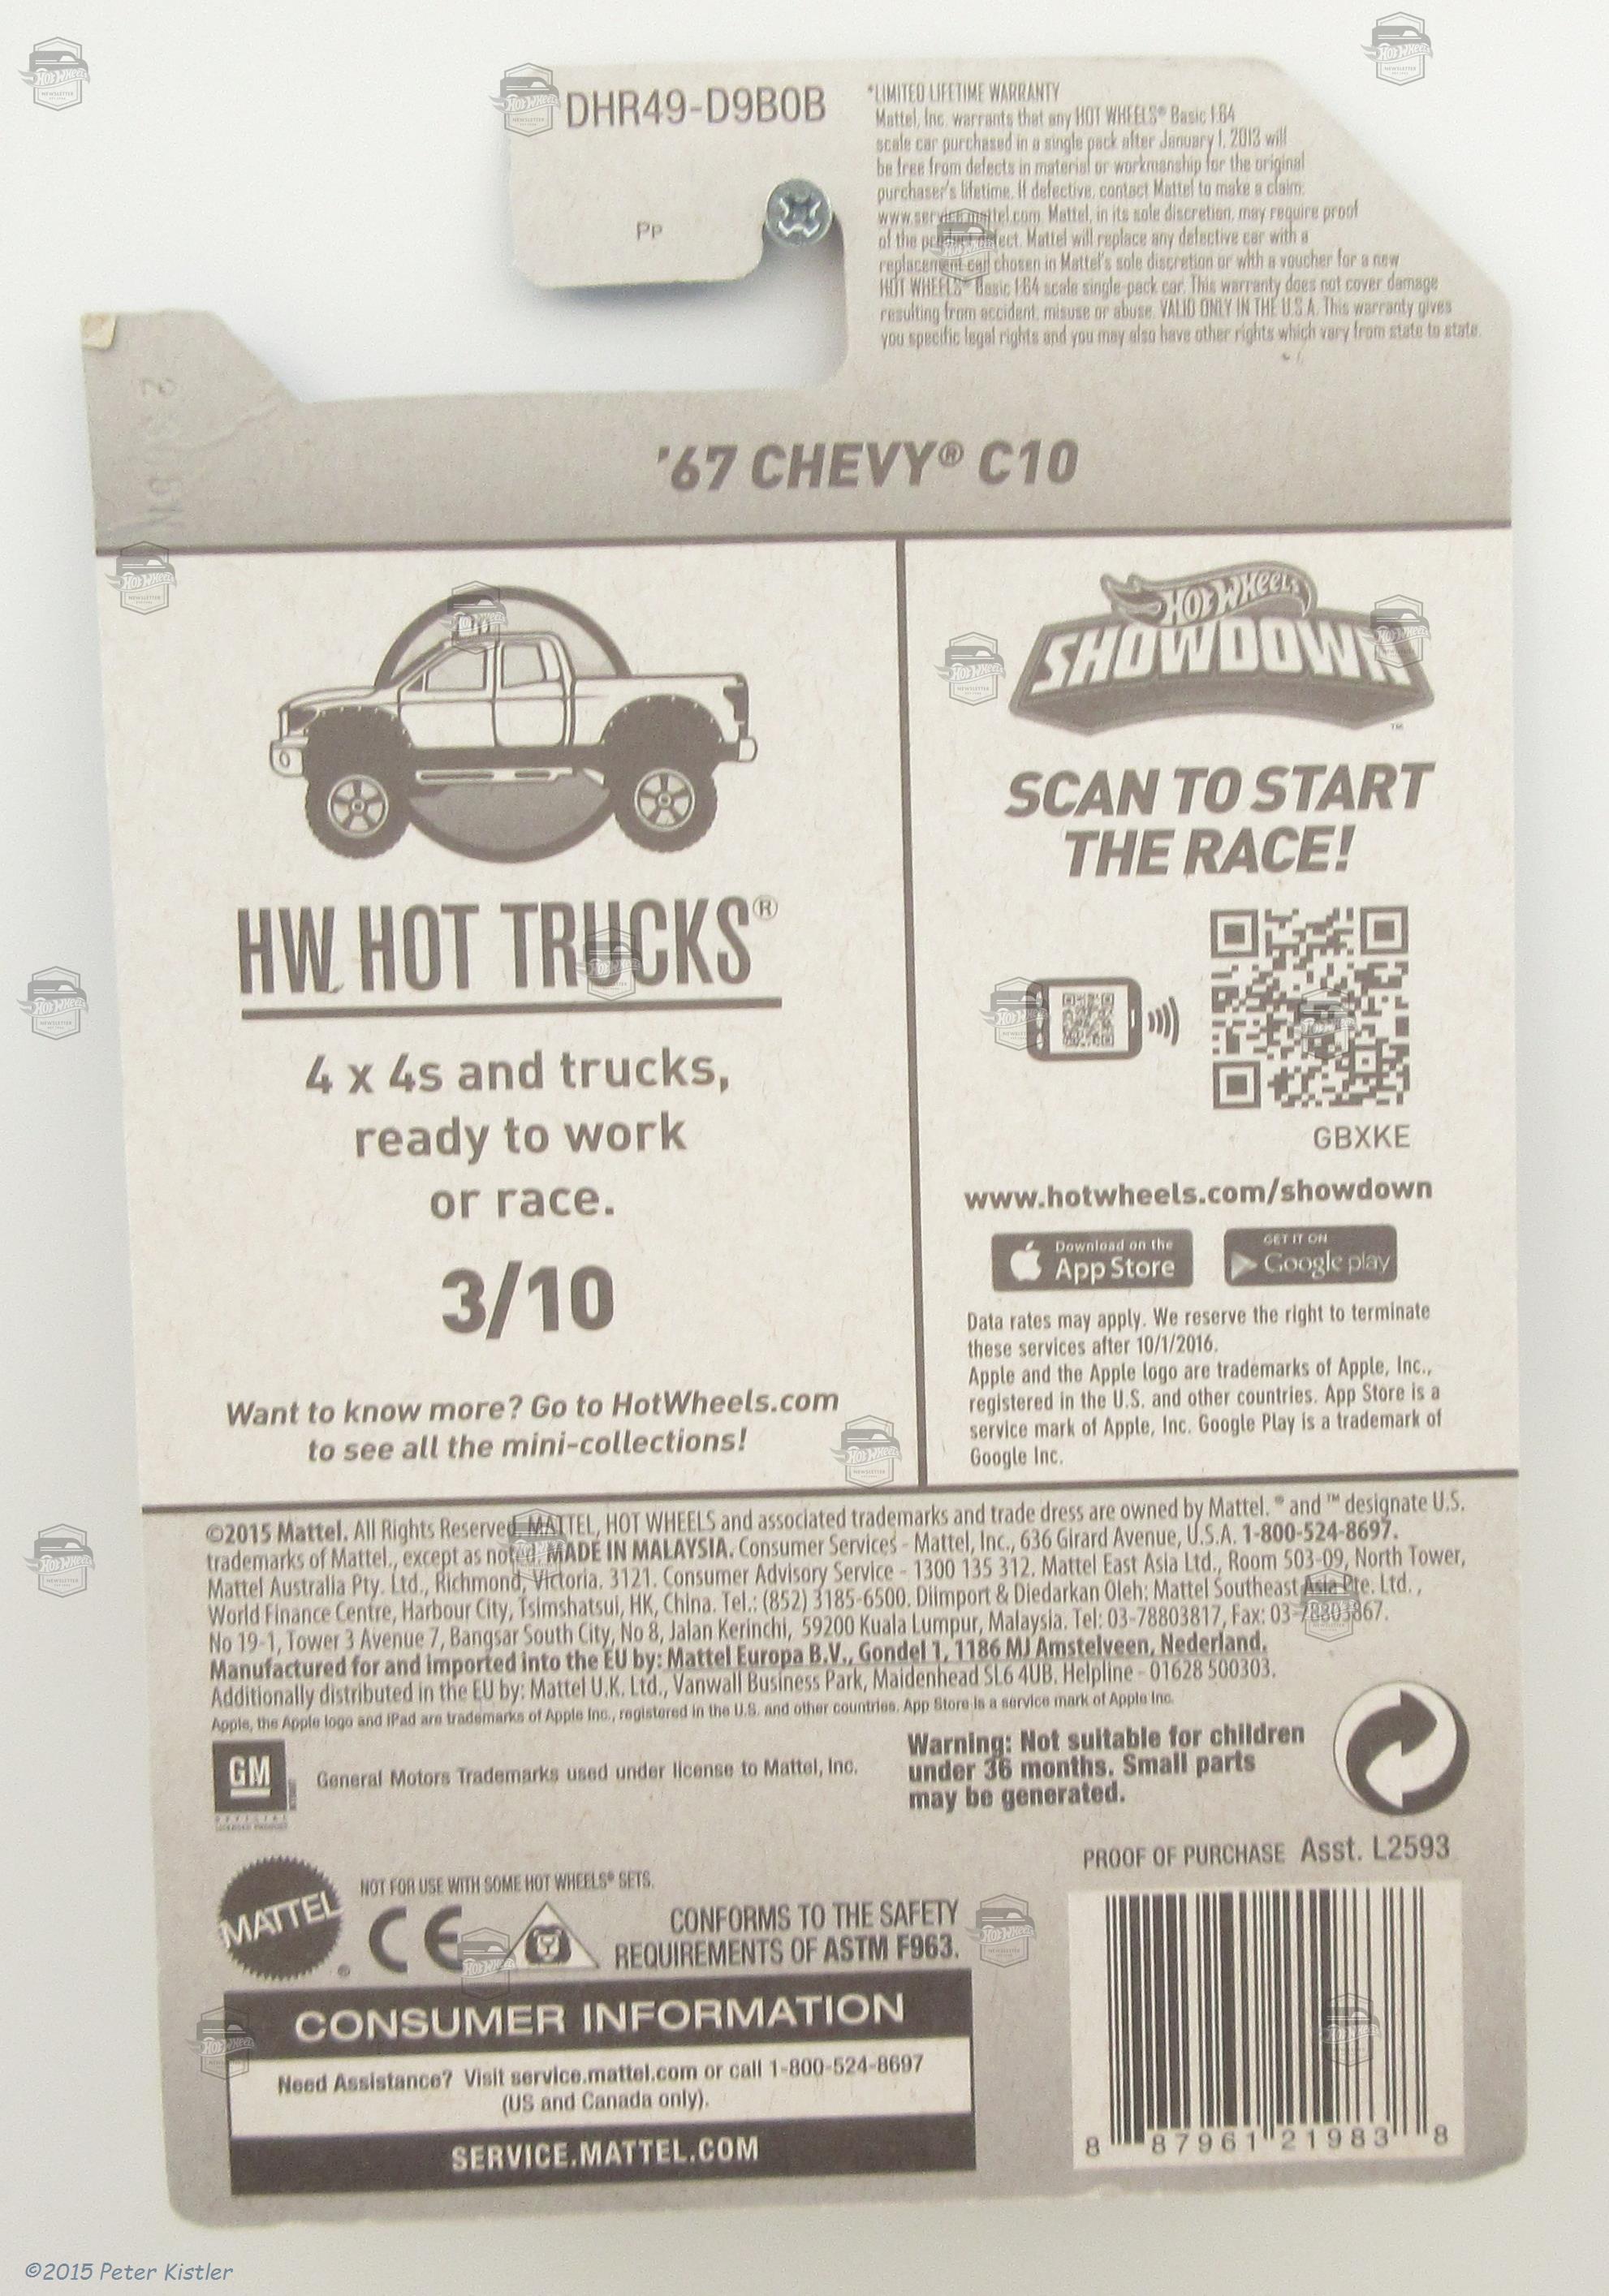 DHR49-D9B0B
Pp
*LIMITED LIFETIME WARRANTY
Mattel, Inc. warrants that any HOT WHEELS® Basic 1:64
scale car purchased in a single pack after January 1, 2013 will
be free from defects in material or workmanship for the original
purchaser's lifetime. If defective, contact Mattel to make a claim:
www.service.mattel.com. Mattel, in its sole discretion, may require proof
of the product defect. Mattel will replace any defective car with a
replacement car chosen in Mattel's sole discretion or with a voucher for a new
HOT WHEELS® Basic 1:64 scale single-pack car. This warranty does not cover damage
resulting from accident, misuse or abuse. VALID ONLY IN THE U.S.A. This warranty gives
you specific legal rights and you may also have other rights which vary from state to state.
'67 CHEVY® C10
HW HOT TRUCKS®
4 x 4s and trucks,
ready to work
or race.
3/10
Want to know more? Go to HotWheels.com
to see all the mini-collections!
HOT WHEELS
SHOWDOWN™
SCAN TO START
THE RACE!
GBXKE
www.hotwheels.com/showdown
Download on the
App Store
GET IT ON
Google play
Data rates may apply. We reserve the right to terminate
these services after 10/1/2016.
Apple and the Apple logo are trademarks of Apple, Inc.,
registered in the U.S. and other countries. App Store is a
service mark of Apple, Inc. Google Play is a trademark of
Google Inc.
©2015 Mattel. All Rights Reserved. MATTEL, HOT WHEELS and associated trademarks and trade dress are owned by Mattel. ® and ™ designate U.S.
trademarks of Mattel., except as noted. MADE IN MALAYSIA. Consumer Services - Mattel, Inc., 636 Girard Avenue, U.S.A. 1-800-524-8697.
Mattel Australia Pty. Ltd., Richmond, Victoria. 3121. Consumer Advisory Service - 1300 135 312. Mattel East Asia Ltd., Room 503-09, North Tower,
World Finance Centre, Harbour City, Tsimshatsui, HK, China. Tel.: (852) 3185-6500. Diimport & Diedarkan Oleh: Mattel Southeast Asia Pte. Ltd.,
No 19-1, Tower 3 Avenue 7, Bangsar South City, No 8, Jalan Kerinchi, 59200 Kuala Lumpur, Malaysia. Tel: 03-78803817, Fax: 03-78803867.
Manufactured for and imported into the EU by: Mattel Europa B.V., Gondel 1, 1186 MJ Amstelveen, Nederland.
Additionally distributed in the EU by: Mattel U.K. Ltd., Vanwall Business Park, Maidenhead SL6 4UB. Helpline - 01628 500303.
Apple, the Apple logo and iPad are trademarks of Apple Inc., registered in the U.S. and other countries. App Store is a service mark of Apple Inc.
GM
OFFICIAL
LICENSED PRODUCT
General Motors Trademarks used under license to Mattel, Inc.
Warning: Not suitable for children
under 36 months. Small parts
may be generated.
PROOF OF PURCHASE Asst. L2593
MATTEL®
NOT FOR USE WITH SOME HOT WHEELS® SETS.
CE
CONFORMS TO THE SAFETY
REQUIREMENTS OF ASTM F963.
CONSUMER INFORMATION
Need Assistance? Visit service.mattel.com or call 1-800-524-8697
(US and Canada only).
SERVICE.MATTEL.COM
8 87961 21983 8
©2015 Peter Kistler